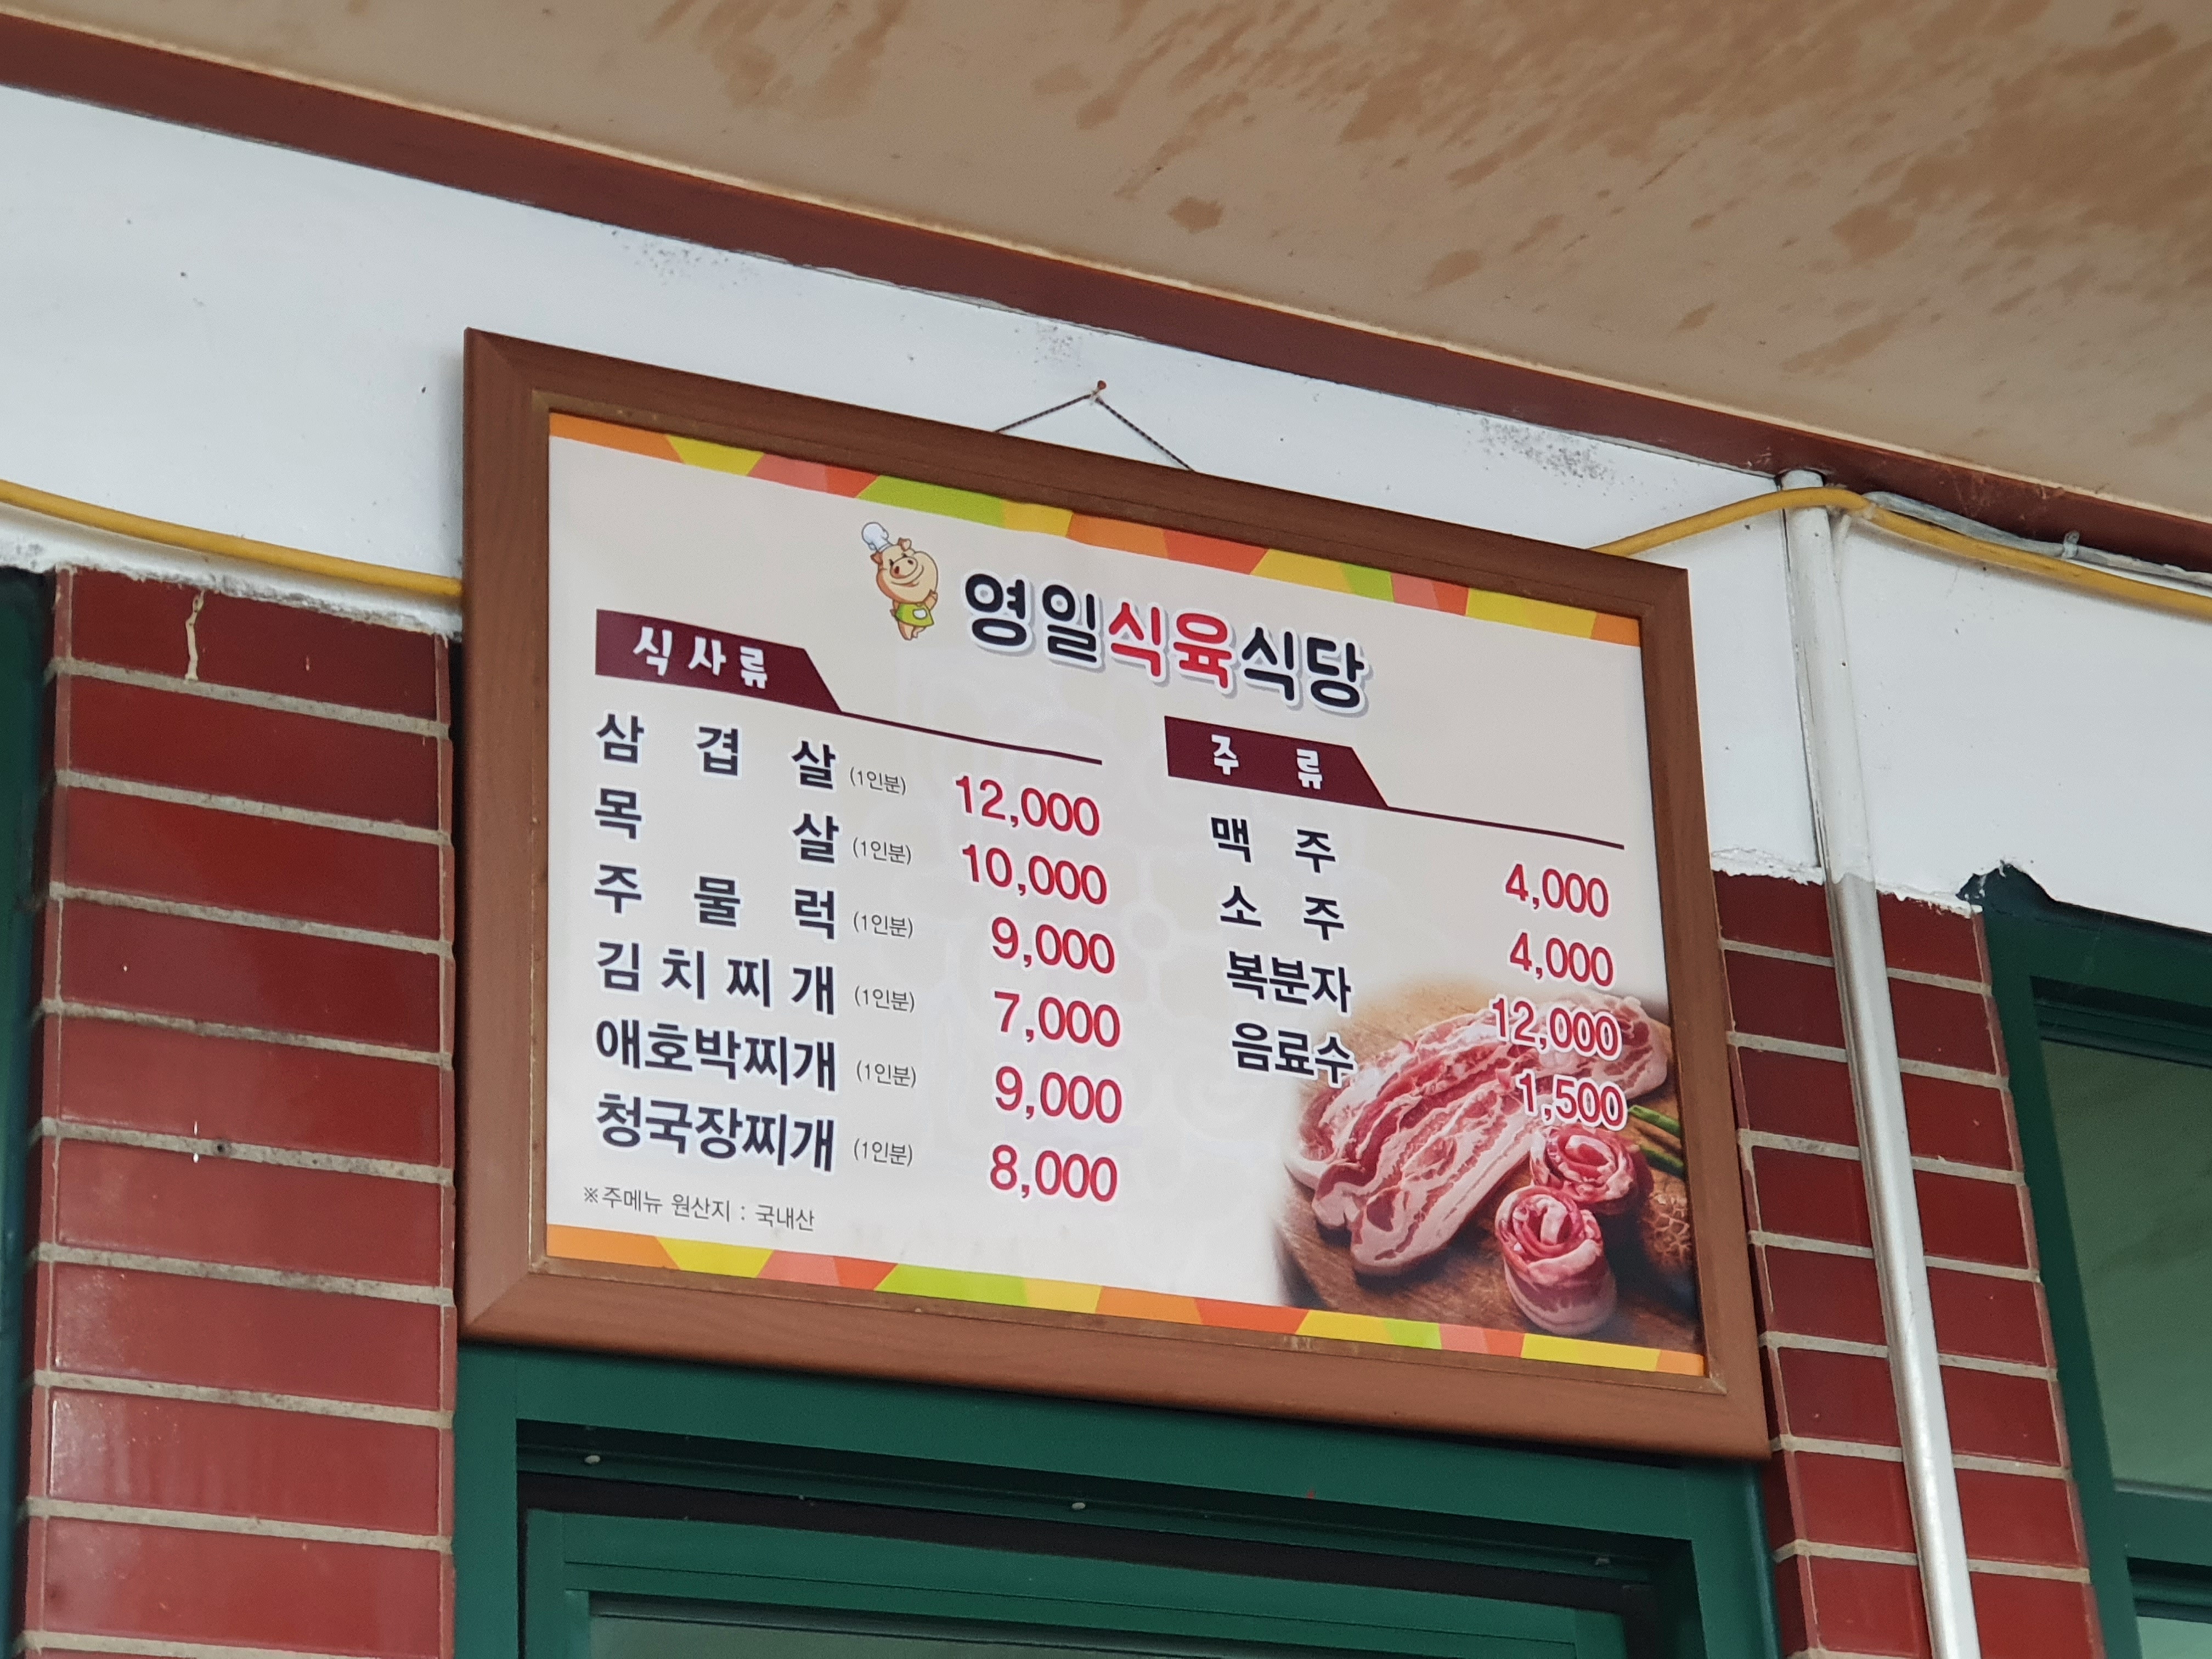 영일식육식당
식사류
삼겹살 (1인분) 12,000
목살 (1인분) 10,000
주물럭 (1인분) 9,000
김치찌개 (1인분) 7,000
애호박찌개 (1인분) 9,000
청국장찌개 (1인분) 8,000
※주메뉴 원산지 : 국내산
주류
맥주 4,000
소주 4,000
복분자 12,000
음료수 1,500